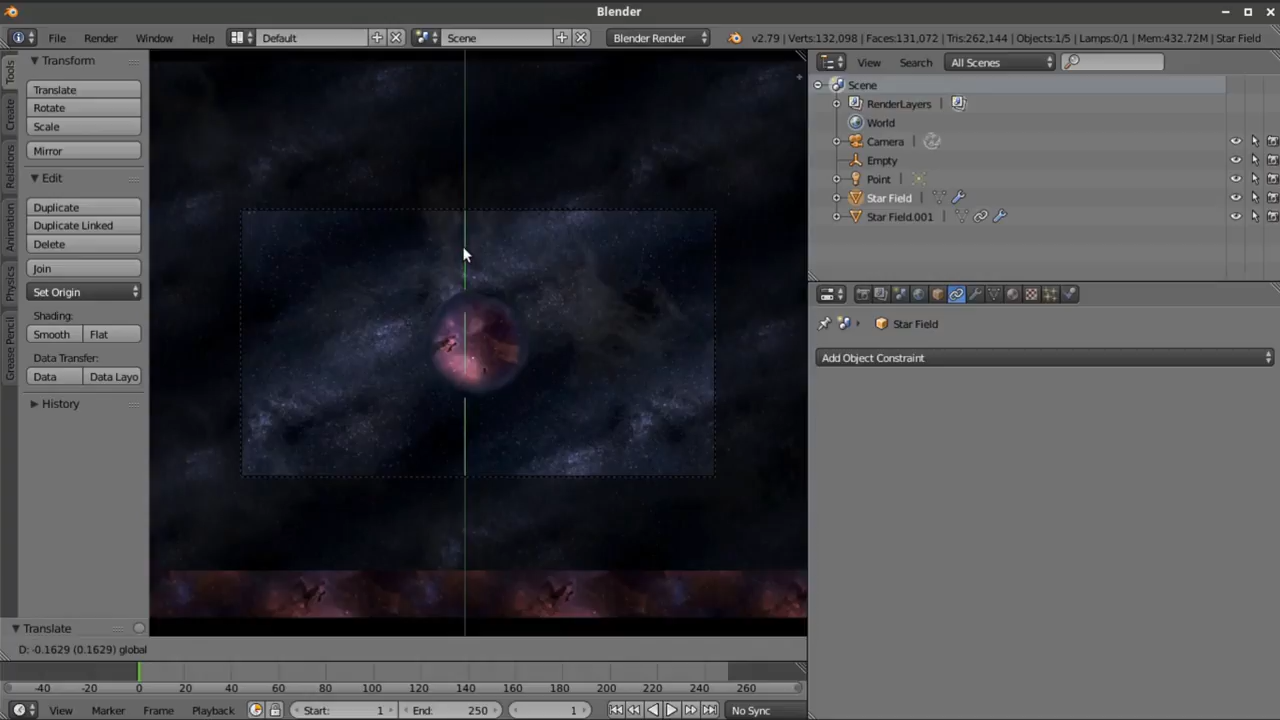 Blender
File Render Window Help Default Scene Blender Render v2.79 | Verts:132,098 | Faces:131,072 | Tris:262,144 | Objects:1/5 | Lamps:0/1 | Mem:432.72M | Star Field
Tools
Create
Relations
Animation
Physics
Grease Pencil
Transform
Translate
Rotate
Scale
Mirror
Edit
Duplicate
Duplicate Linked
Delete
Join
Set Origin
Shading:
Smooth Flat
Data Transfer:
Data Data Layo
History
Translate
D: -0.1629 (0.1629) global
View Search All Scenes
Scene
RenderLayers
World
Camera
Empty
Point
Star Field
Star Field.001
Star Field
Add Object Constraint
-40 -20 0 20 40 60 80 100 120 140 160 180 200 220 240 260
View Marker Frame Playback Start: 1 End: 250 1 No Sync